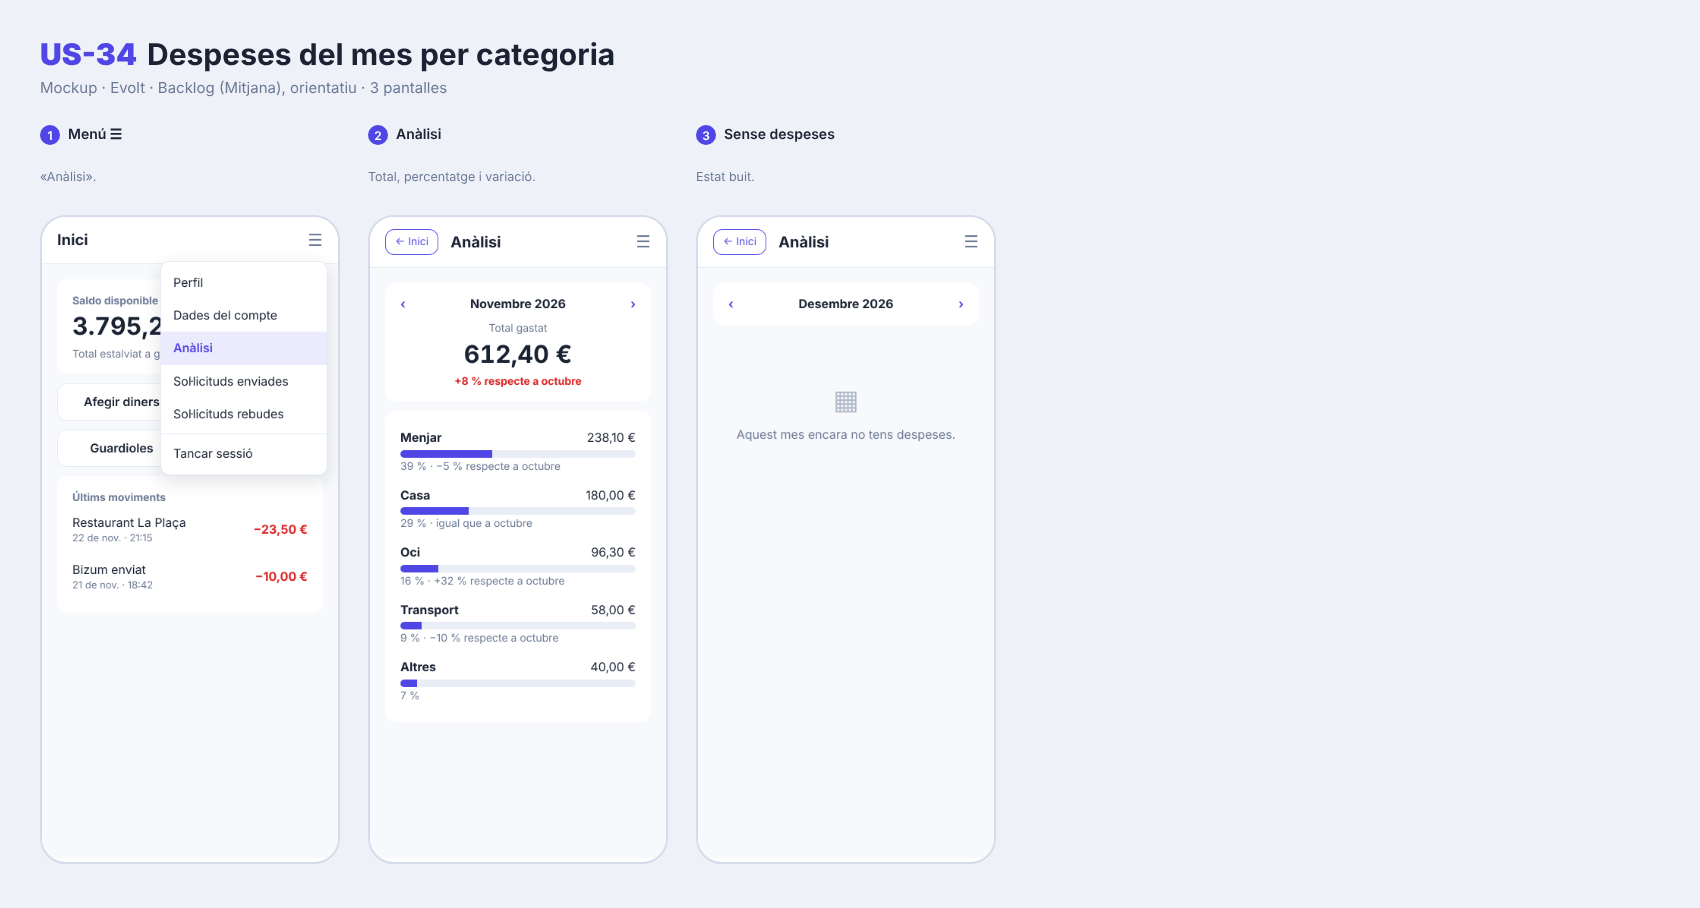 US-34 Despeses del mes per categoria
Mockup · Evolt · Backlog (Mitjana), orientatiu · 3 pantalles
1 Menú ☰
«Anàlisi».
Inici ☰
Saldo disponible
3.795,2
Total estalviat a g
Afegir diners
Guardioles
Perfil
Dades del compte
Anàlisi
Sol·licituds enviades
Sol·licituds rebudes
Tancar sessió
Últims moviments
Restaurant La Plaça
22 de nov. · 21:15
−23,50 €
Bizum enviat
21 de nov. · 18:42
−10,00 €
2 Anàlisi
Total, percentatge i variació.
← Inici Anàlisi ☰
‹ Novembre 2026 ›
Total gastat
612,40 €
+8 % respecte a octubre
Menjar 238,10 €
39 % · −5 % respecte a octubre
Casa 180,00 €
29 % · igual que a octubre
Oci 96,30 €
16 % · +32 % respecte a octubre
Transport 58,00 €
9 % · −10 % respecte a octubre
Altres 40,00 €
7 %
3 Sense despeses
Estat buit.
← Inici Anàlisi ☰
‹ Desembre 2026 ›
Aquest mes encara no tens despeses.